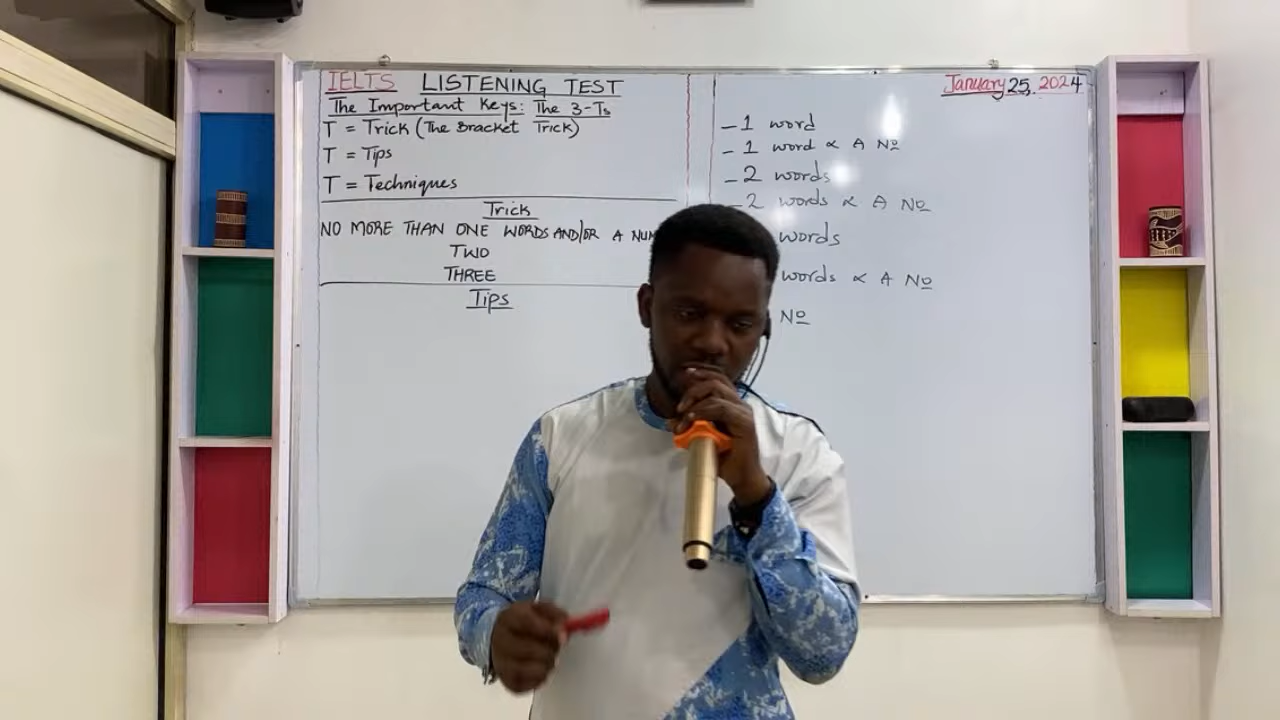 IELTS LISTENING TEST
The Important Keys: The 3-Ts
T = Trick (The Bracket Trick)
T = Tips
T = Techniques
Trick
NO MORE THAN ONE WORDS AND/OR A NUM
TWO
THREE
Tips
January 25, 2024
- 1 word
- 1 word & A No
- 2 words
- 2 words & A No
words
words & A No
No